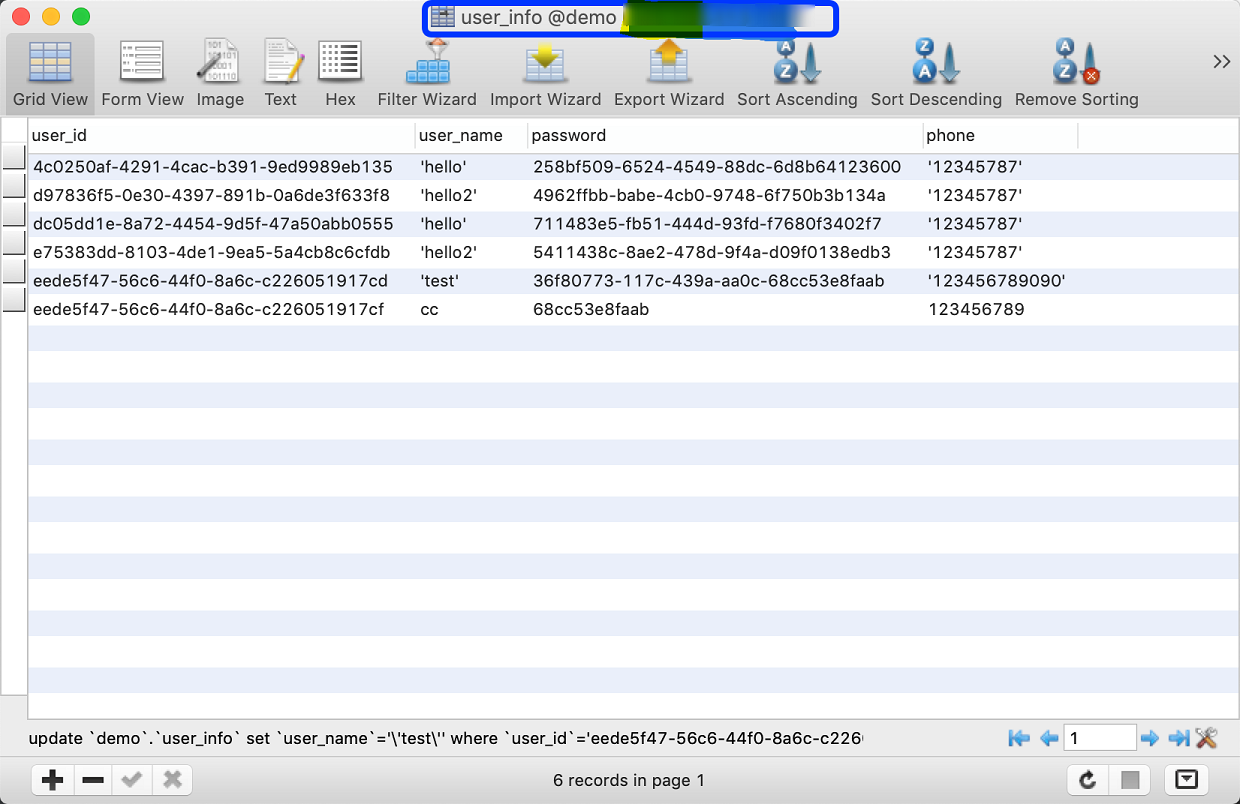 user_info @demo
Grid View Form View Image Text Hex Filter Wizard Import Wizard Export Wizard Sort Ascending Sort Descending Remove Sorting
user_id user_name password phone
4c0250af-4291-4cac-b391-9ed9989eb135 'hello' 258bf509-6524-4549-88dc-6d8b64123600 '12345787'
d97836f5-0e30-4397-891b-0a6de3f633f8 'hello2' 4962ffbb-babe-4cb0-9748-6f750b3b134a '12345787'
dc05dd1e-8a72-4454-9d5f-47a50abb0555 'hello' 711483e5-fb51-444d-93fd-f7680f3402f7 '12345787'
e75383dd-8103-4de1-9ea5-5a4cb8c6cfdb 'hello2' 5411438c-8ae2-478d-9f4a-d09f0138edb3 '12345787'
eede5f47-56c6-44f0-8a6c-c226051917cd 'test' 36f80773-117c-439a-aa0c-68cc53e8faab '123456789090'
eede5f47-56c6-44f0-8a6c-c226051917cf cc 68cc53e8faab 123456789
update `demo`.`user_info` set `user_name`='\'test\'' where `user_id`='eede5f47-56c6-44f0-8a6c-c226 1
6 records in page 1